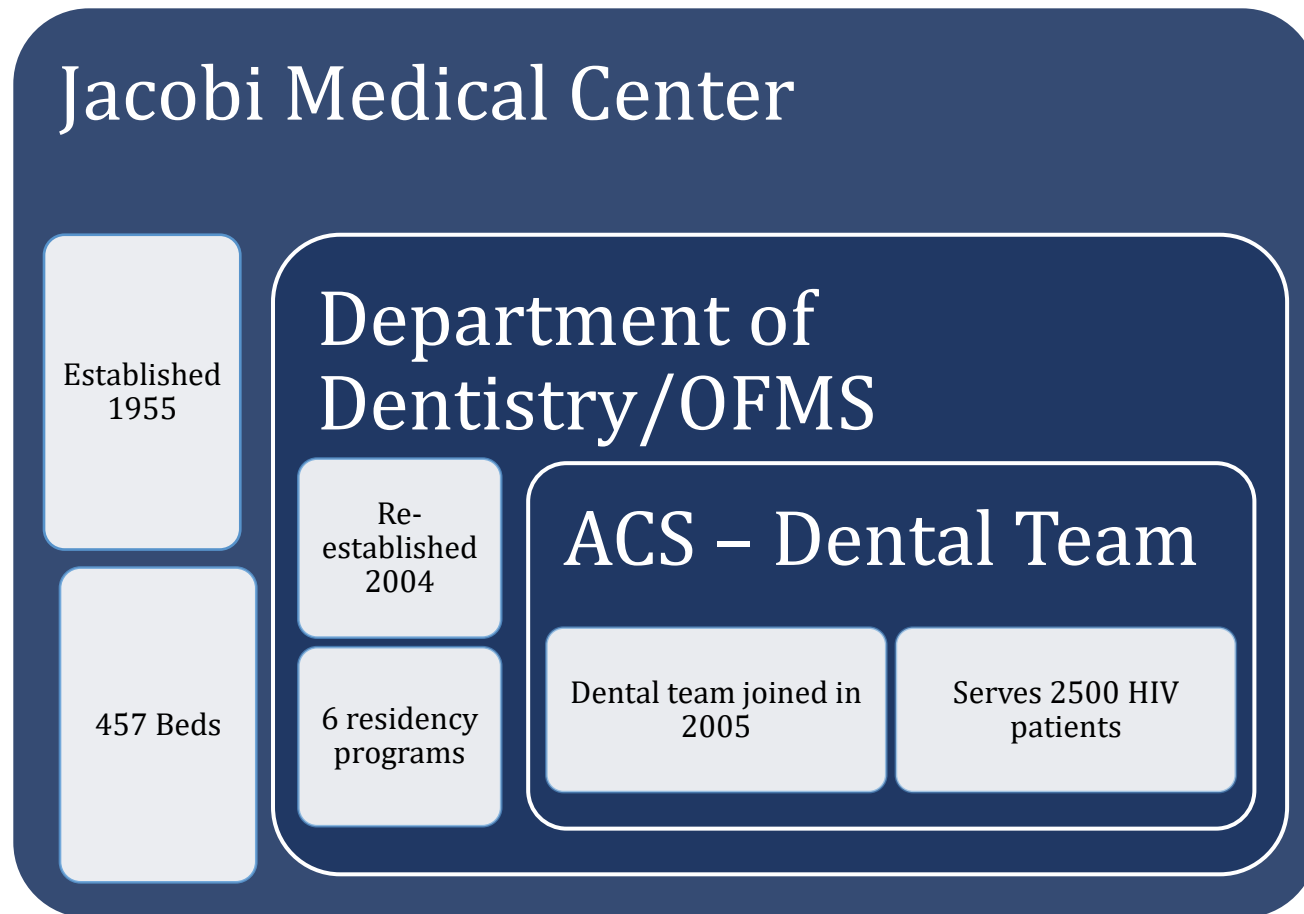 Jacobi Medical Center
Established
1955
457 Beds
Department of
Dentistry/OFMS
Re-
established
2004
6 residency
programs
ACS – Dental Team
Dental team joined in
2005
Serves 2500 HIV
patients